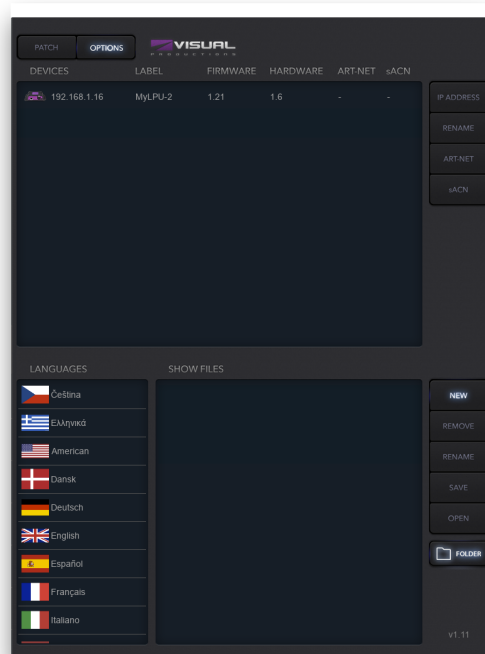 PATCH OPTIONS VISUAL
PRODUCTIONS
DEVICES LABEL FIRMWARE HARDWARE ART-NET sACN
192.168.1.16 MyLPU-2 1.21 1.6 - -
IP ADDRESS
RENAME
ART-NET
sACN
LANGUAGES SHOW FILES
Čeština
Ελληνικά
American
Dansk
Deutsch
English
Español
Français
Italiano
NEW
REMOVE
RENAME
SAVE
OPEN
FOLDER
v1.11